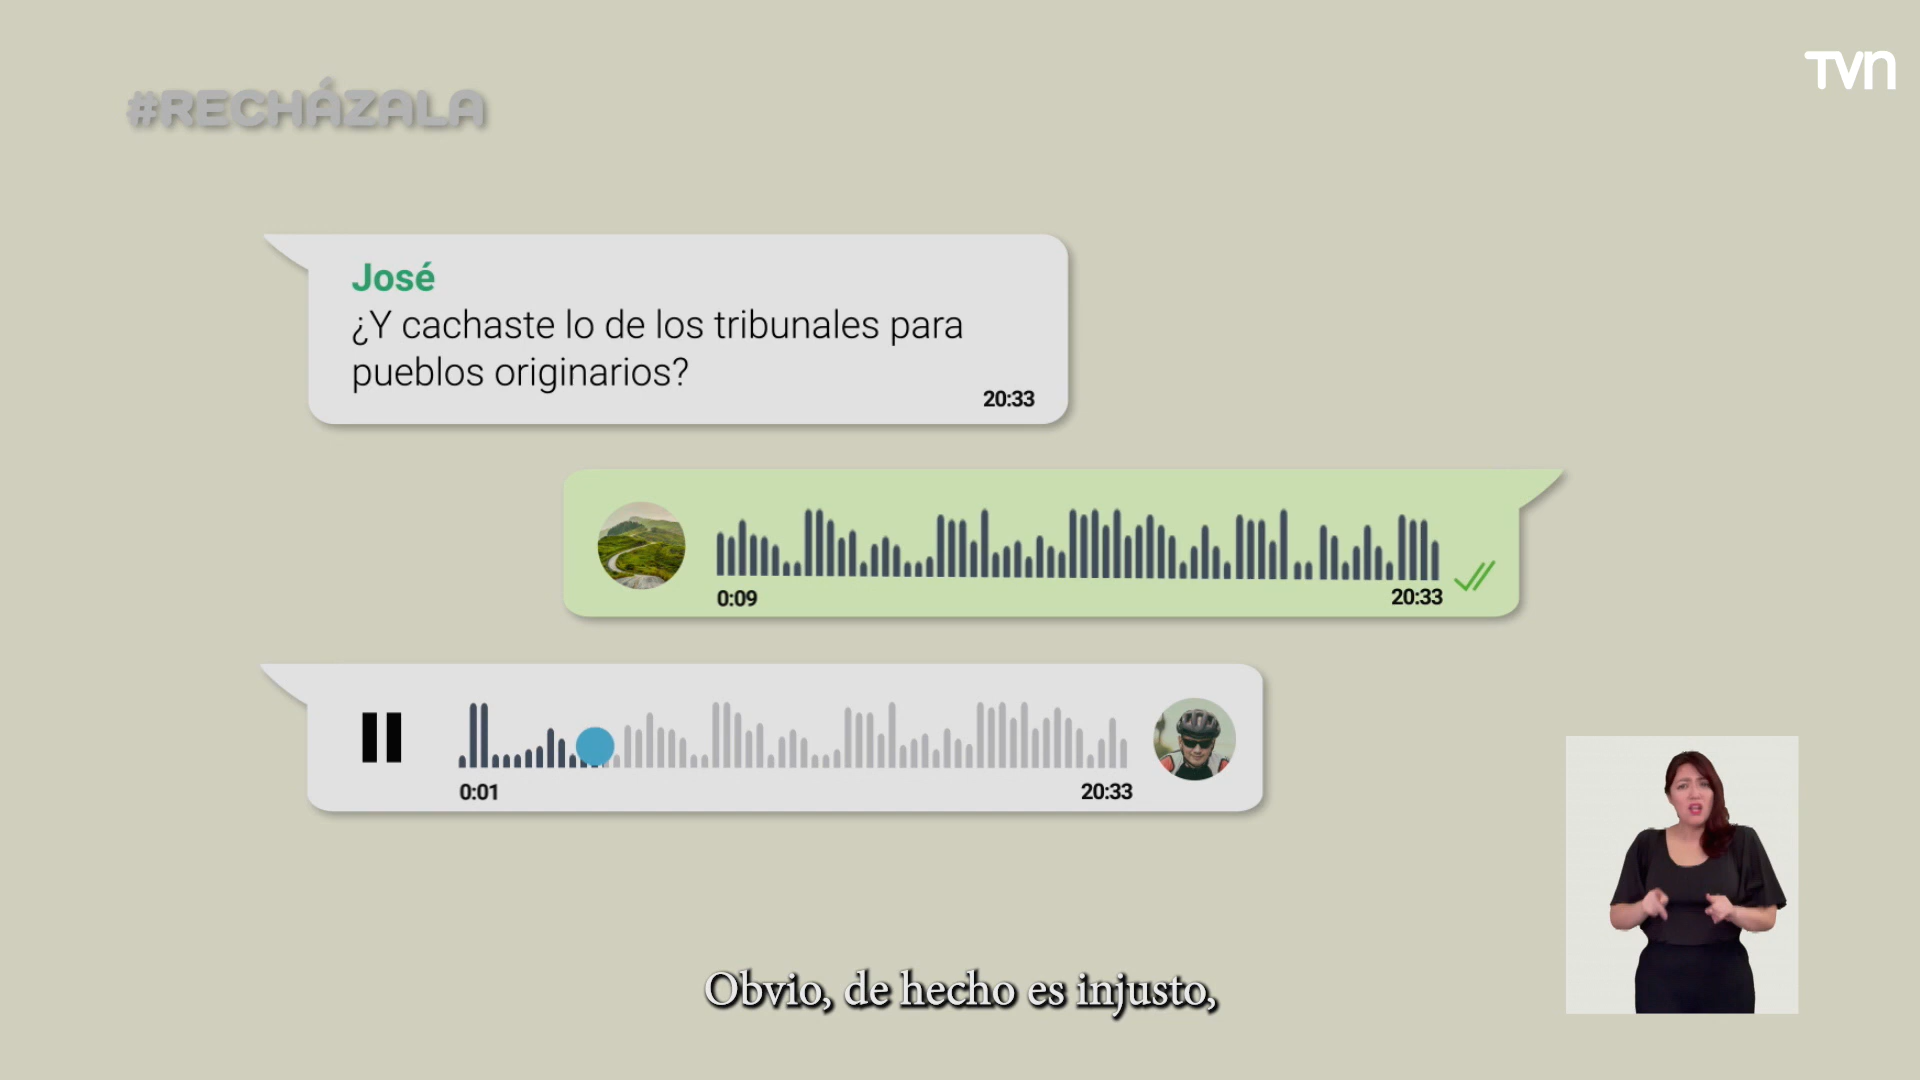 #RECHÁZALA
TVN
José
¿Y cachaste lo de los tribunales para
pueblos originarios?
20:33
0:09
20:33
0:01
20:33
Obvio, de hecho es injusto,